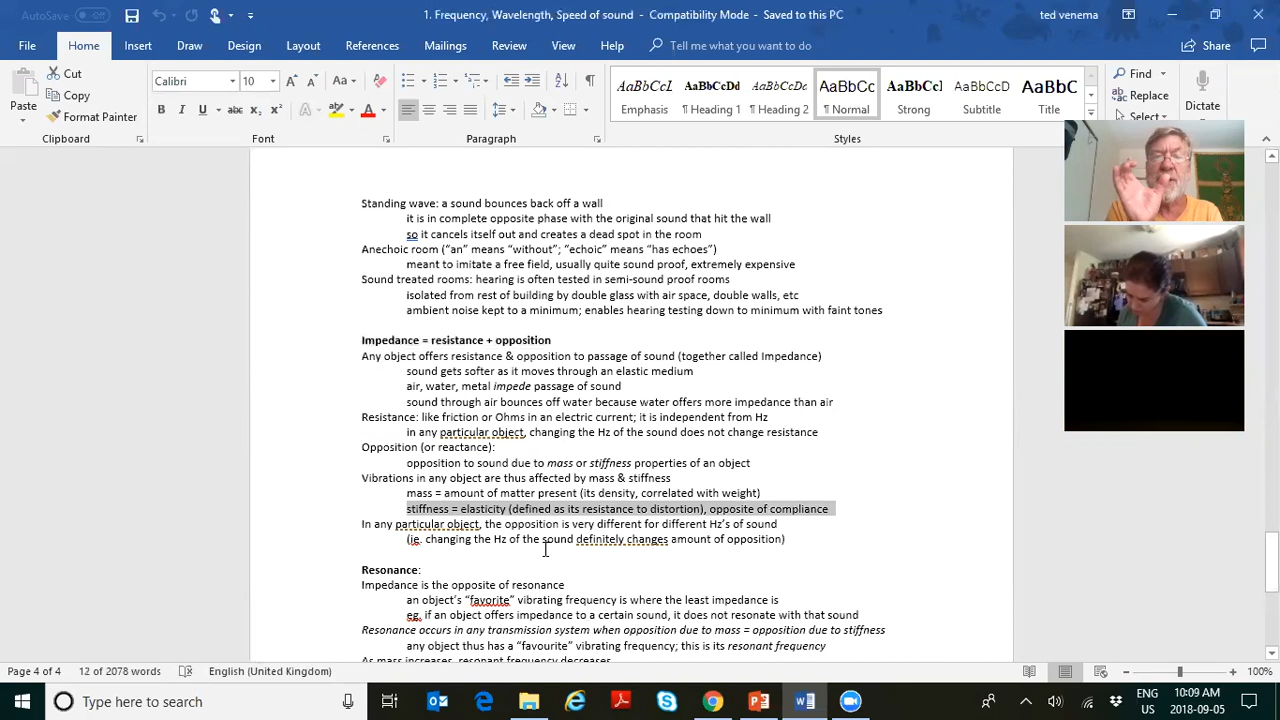 AutoSave Off
1. Frequency, Wavelength, Speed of sound - Compatibility Mode - Saved to this PC
ted venema
File Home Insert Draw Design Layout References Mailings Review View Help Tell me what you want to do Share
Paste
Cut
Copy
Format Painter
Clipboard
Calibri 10
Font
Paragraph
AaBbCcL AaBbCcDd AaBbCcDd AaBbCc AaBbCcI AaBbCcD AaBbC
Emphasis ¶ Heading 1 ¶ Heading 2 ¶ Normal Strong Subtitle Title
Styles
Find
Replace
Select
Dictate
Standing wave: a sound bounces back off a wall
it is in complete opposite phase with the original sound that hit the wall
so it cancels itself out and creates a dead spot in the room
Anechoic room (“an” means “without”; “echoic” means “has echoes”)
meant to imitate a free field, usually quite sound proof, extremely expensive
Sound treated rooms: hearing is often tested in semi-sound proof rooms
isolated from rest of building by double glass with air space, double walls, etc
ambient noise kept to a minimum; enables hearing testing down to minimum with faint tones
Impedance = resistance + opposition
Any object offers resistance & opposition to passage of sound (together called Impedance)
sound gets softer as it moves through an elastic medium
air, water, metal impede passage of sound
sound through air bounces off water because water offers more impedance than air
Resistance: like friction or Ohms in an electric current; it is independent from Hz
in any particular object, changing the Hz of the sound does not change resistance
Opposition (or reactance):
opposition to sound due to mass or stiffness properties of an object
Vibrations in any object are thus affected by mass & stiffness
mass = amount of matter present (its density, correlated with weight)
stiffness = elasticity (defined as its resistance to distortion), opposite of compliance
In any particular object, the opposition is very different for different Hz’s of sound
(ie. changing the Hz of the sound definitely changes amount of opposition)
Resonance:
Impedance is the opposite of resonance
an object’s “favorite” vibrating frequency is where the least impedance is
eg. if an object offers impedance to a certain sound, it does not resonate with that sound
Resonance occurs in any transmission system when opposition due to mass = opposition due to stiffness
any object thus has a “favourite” vibrating frequency; this is its resonant frequency
As mass increases, resonant frequency decreases
Page 4 of 4 12 of 2078 words English (United Kingdom) 100%
Type here to search
ENG
US
10:09 AM
2018-09-05